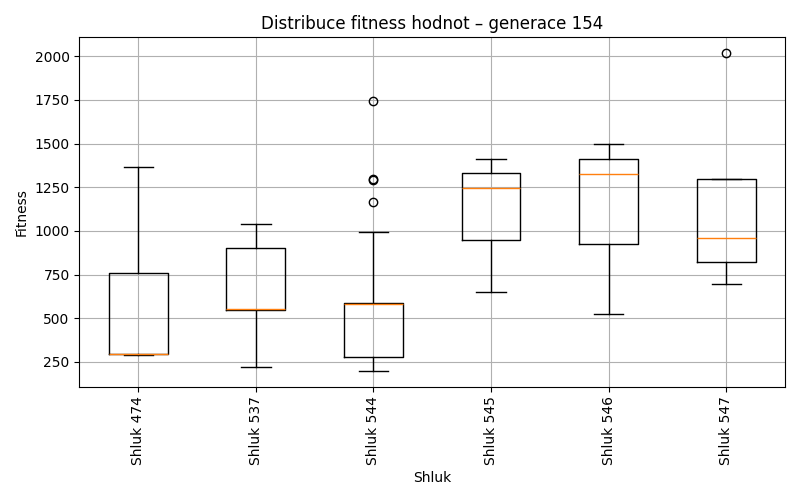 Distribuce fitness hodnot – generace 154
Fitness
2000
1750
1500
1250
1000
750
500
250
Shluk 474
Shluk 537
Shluk 544
Shluk 545
Shluk 546
Shluk 547
Shluk